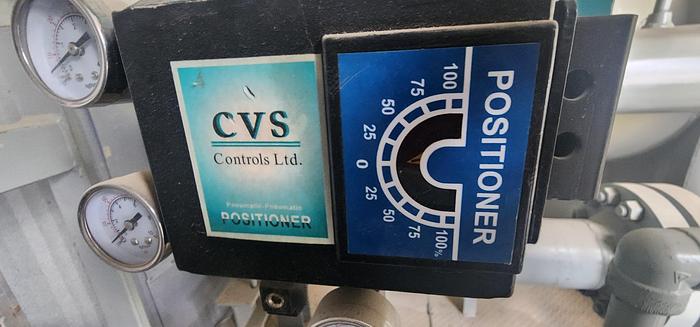 CVS
Controls Ltd.
Pneumatic-Pneumatic
POSITIONER
POSITIONER
100
75
50
25
0
25
50
75
100%